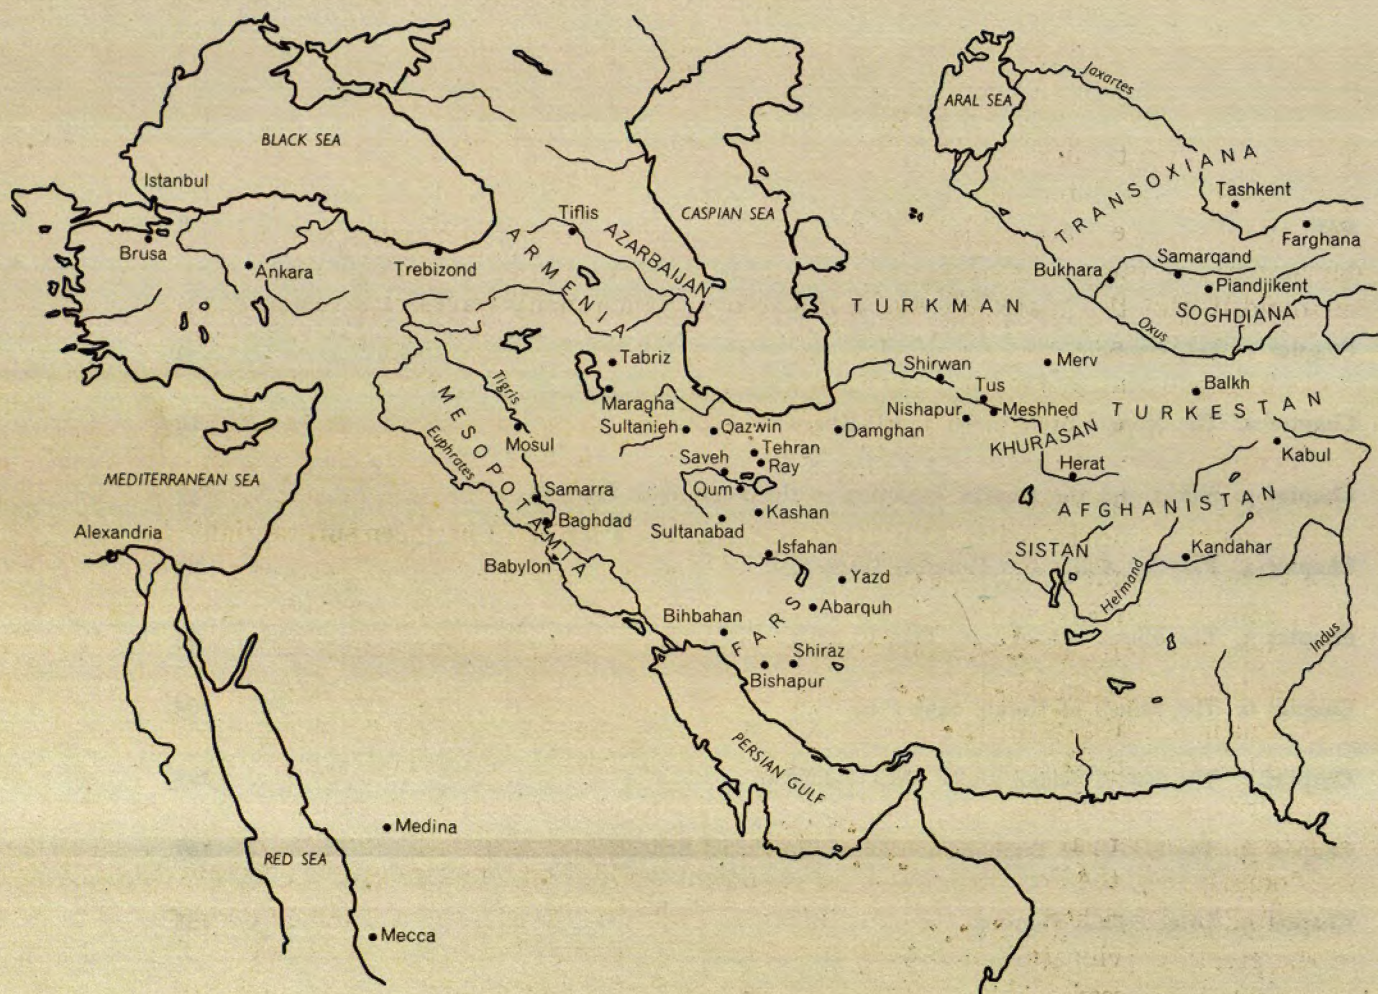 Jaxartes
ARAL SEA
BLACK SEA
TRANSOXIANA
Istanbul
Tashkent
Tiflis
CASPIAN SEA
AZARBAIJAN
Farghana
Brusa
ARMENIA
Ankara
Trebizond
Samarqand
Bukhara
Piandjikent
TURKMAN
SOGHDIANA
Oxus
Tabriz
Shirwan
Merv
Tigris
Tus
Balkh
MESOPOTAMIA
Maragha
Nishapur
Meshhed
TURKESTAN
Sultanieh
Qazwin
Damghan
KHURASAN
Mosul
Euphrates
Tehran
Saveh
Ray
Herat
Kabul
MEDITERRANEAN SEA
Qum
Samarra
AFGHANISTAN
Kashan
Baghdad
Sultanabad
Alexandria
Isfahan
SISTAN
Kandahar
Babylon
Yazd
Helmand
Abarquh
FARS
Bihbahan
Indus
Shiraz
Bishapur
PERSIAN GULF
Medina
RED SEA
Mecca